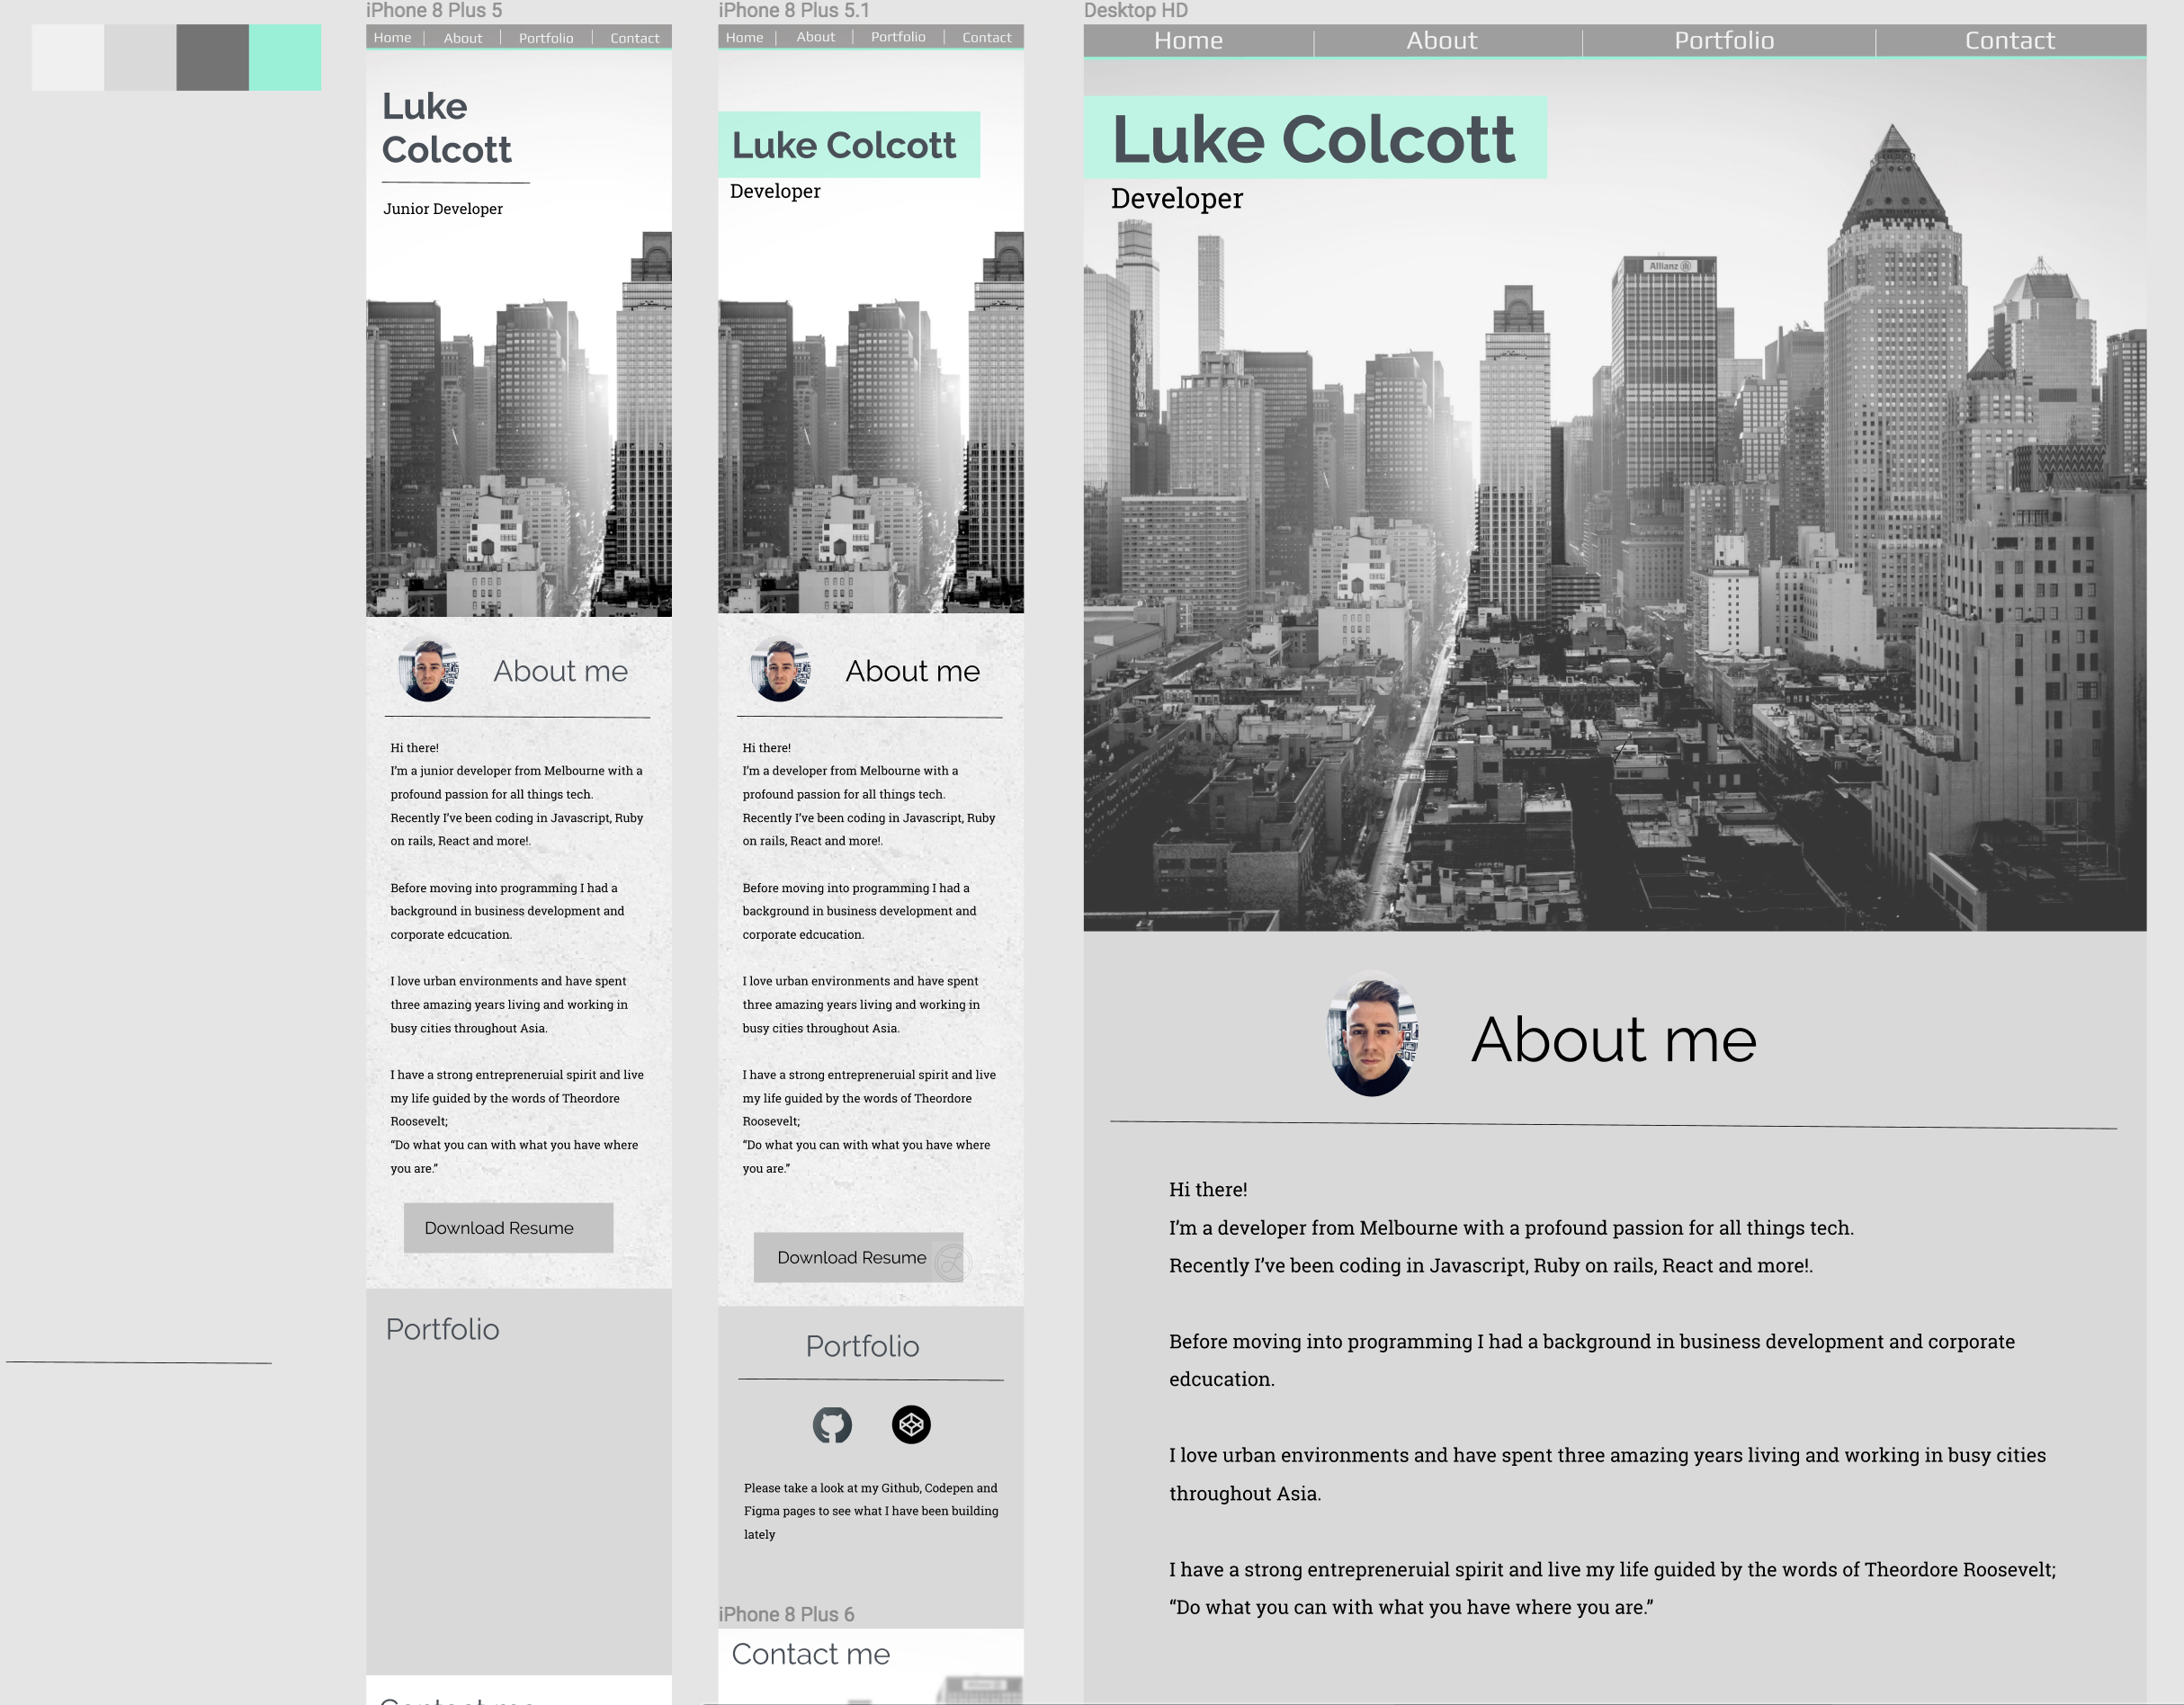 iPhone 8 Plus 5
Home
About
Portfolio
Contact
Luke
Colcott
Junior Developer
About me
Hi there!
I'm a junior developer from Melbourne with a
profound passion for all things tech.
Recently I've been coding in Javascript, Ruby
on rails, React and more!.
Before moving into programming I had a
background in business development and
corporate edcucation.
I love urban environments and have spent
three amazing years living and working in
busy cities throughout Asia.
I have a strong entrepreneruial spirit and live
my life guided by the words of Theordore
Roosevelt;
“Do what you can with what you have where
you are.”
Download Resume
Portfolio
iPhone 8 Plus 5.1
Home
About
Portfolio
Contact
Luke Colcott
Developer
About me
Hi there!
I'm a developer from Melbourne with a
profound passion for all things tech.
Recently I've been coding in Javascript, Ruby
on rails, React and more!.
Before moving into programming I had a
background in business development and
corporate edcucation.
I love urban environments and have spent
three amazing years living and working in
busy cities throughout Asia.
I have a strong entrepreneruial spirit and live
my life guided by the words of Theordore
Roosevelt;
“Do what you can with what you have where
you are.”
Download Resume
Portfolio
Please take a look at my Github, Codepen and
Figma pages to see what I have been building
lately
iPhone 8 Plus 6
Contact me
Desktop HD
Home
About
Portfolio
Contact
Luke Colcott
Developer
Allianz
About me
Hi there!
I'm a developer from Melbourne with a profound passion for all things tech.
Recently I've been coding in Javascript, Ruby on rails, React and more!.
Before moving into programming I had a background in business development and corporate
edcucation.
I love urban environments and have spent three amazing years living and working in busy cities
throughout Asia.
I have a strong entrepreneruial spirit and live my life guided by the words of Theordore Roosevelt;
“Do what you can with what you have where you are.”